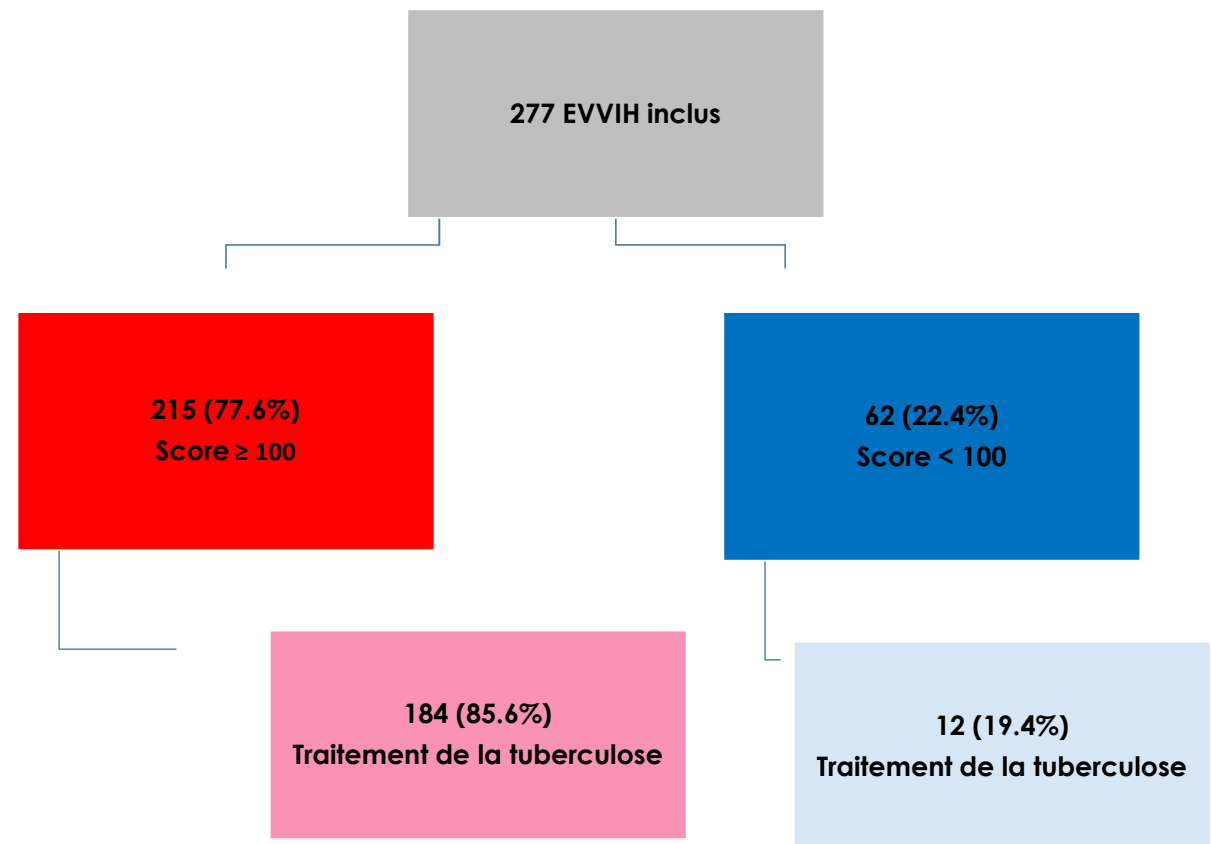 277 EVVIH inclus
215 (77.6%)
Score ≥ 100
62 (22.4%)
Score < 100
184 (85.6%)
Traitement de la tuberculose
12 (19.4%)
Traitement de la tuberculose